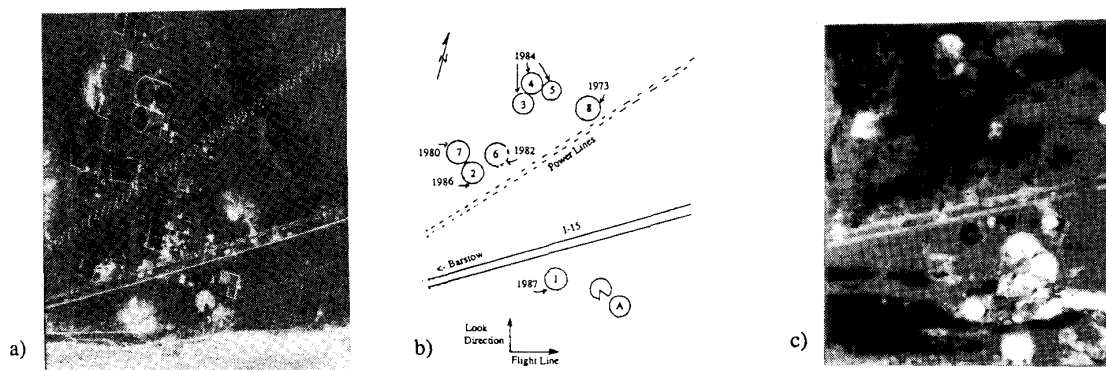 a)
N
1984
4
5
3
1973
8
1980
7
6
1982
2
1986
Power Lines
I-15
<- Barstow
1987
1
A
Look
Direction
Flight Line
b)
c)